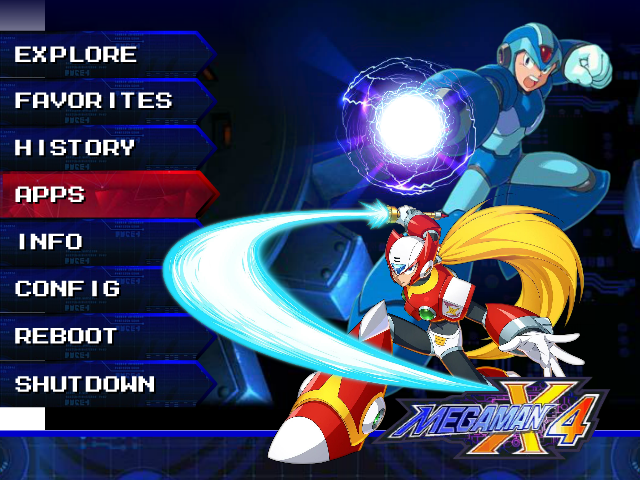 EXPLORE
FAVORITES
HISTORY
APPS
INFO
CONFIG
REBOOT
SHUTDOWN
MEGAMAN X4